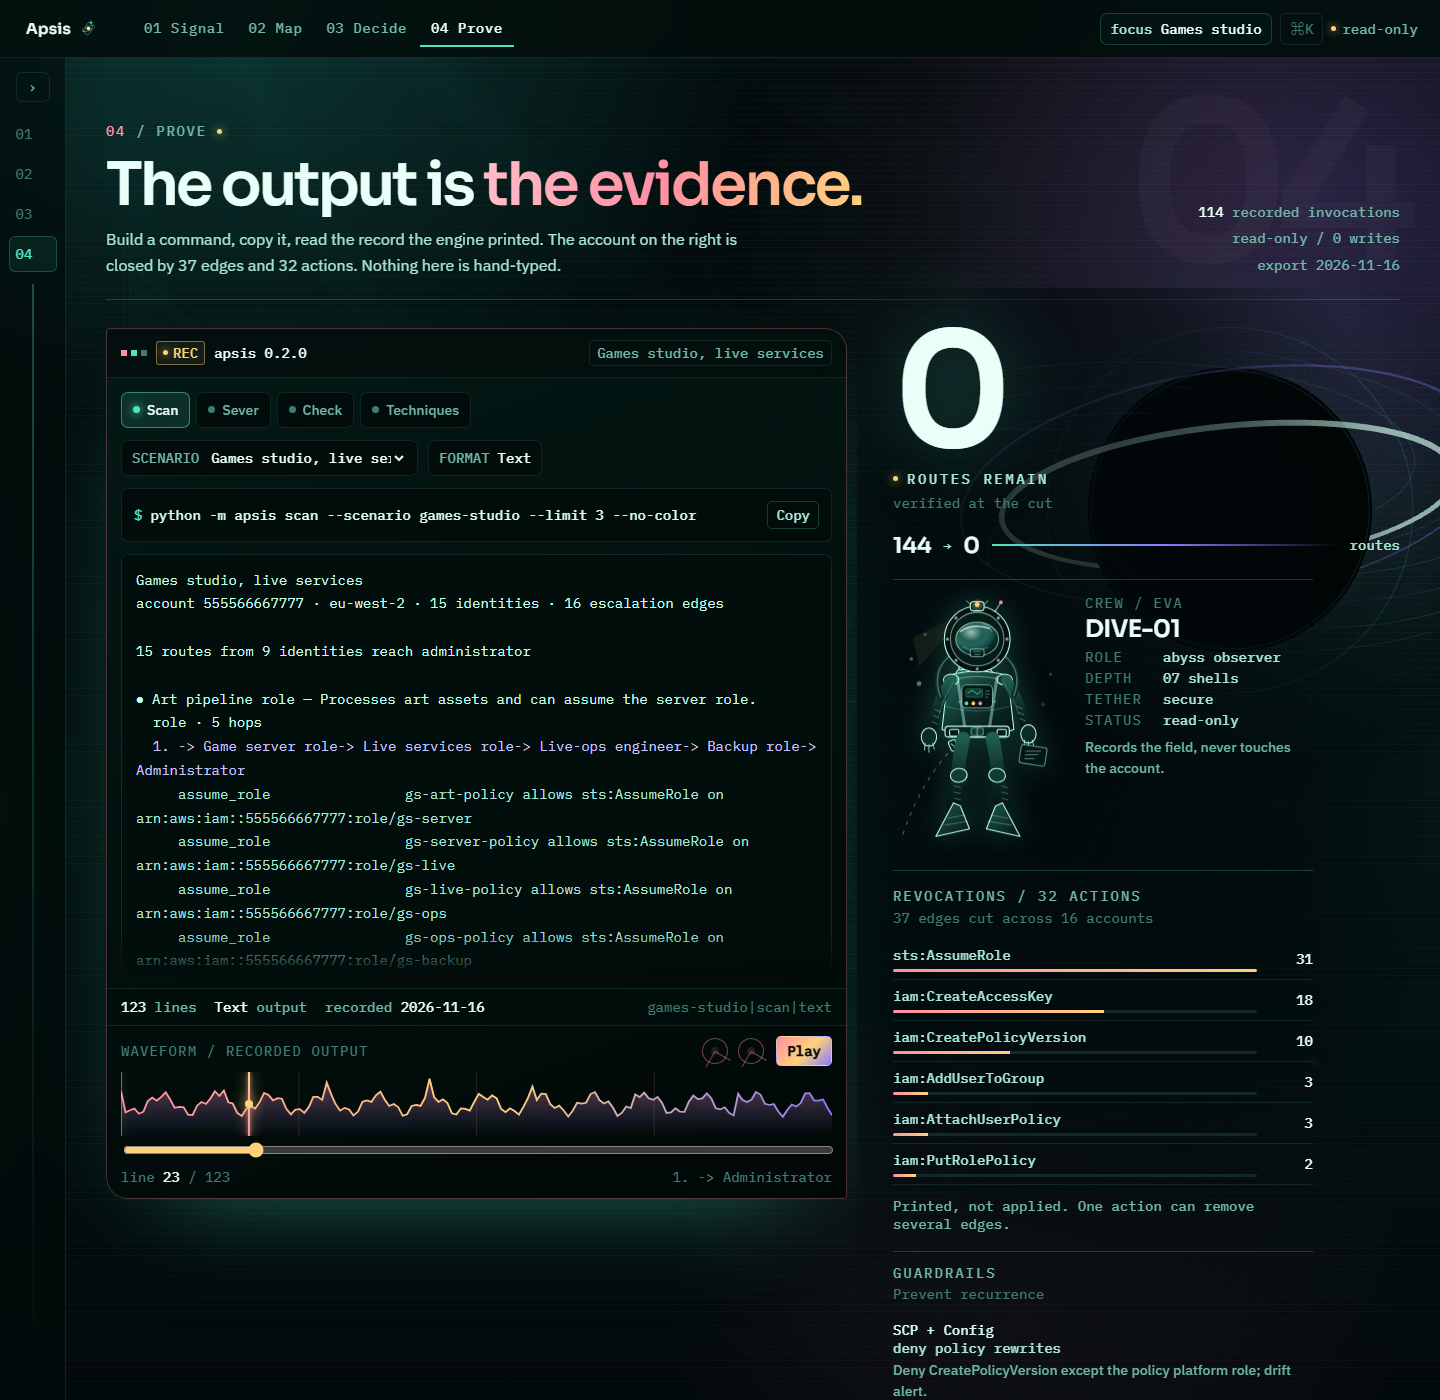 Apsis
01 Signal
02 Map
03 Decide
04 Prove
focus Games studio
⌘K
read-only
›
01
02
03
04
04
04 / PROVE
The output is the evidence.
Build a command, copy it, read the record the engine printed. The account on the right is
closed by 37 edges and 32 actions. Nothing here is hand-typed.
114 recorded invocations
read-only / 0 writes
export 2026-11-16
REC
apsis 0.2.0
Games studio, live services
Scan
Sever
Check
Techniques
SCENARIO Games studio, live se
FORMAT Text
$ python -m apsis scan --scenario games-studio --limit 3 --no-color
Copy
Games studio, live services
account 555566667777 · eu-west-2 · 15 identities · 16 escalation edges
15 routes from 9 identities reach administrator
● Art pipeline role — Processes art assets and can assume the server role.
role · 5 hops
1. -> Game server role-> Live services role-> Live-ops engineer-> Backup role->
Administrator
assume_role gs-art-policy allows sts:AssumeRole on
arn:aws:iam::555566667777:role/gs-server
assume_role gs-server-policy allows sts:AssumeRole on
arn:aws:iam::555566667777:role/gs-live
assume_role gs-live-policy allows sts:AssumeRole on
arn:aws:iam::555566667777:role/gs-ops
assume_role gs-ops-policy allows sts:AssumeRole on
arn:aws:iam::555566667777:role/gs-backup
123 lines Text output recorded 2026-11-16
games-studio|scan|text
WAVEFORM / RECORDED OUTPUT
Play
line 23 / 123
1. -> Administrator
0
ROUTES REMAIN
verified at the cut
144 → 0
routes
CREW / EVA
DIVE-01
ROLE abyss observer
DEPTH 07 shells
TETHER secure
STATUS read-only
Records the field, never touches
the account.
REVOCATIONS / 32 ACTIONS
37 edges cut across 16 accounts
sts:AssumeRole 31
iam:CreateAccessKey 18
iam:CreatePolicyVersion 10
iam:AddUserToGroup 3
iam:AttachUserPolicy 3
iam:PutRolePolicy 2
Printed, not applied. One action can remove
several edges.
GUARDRAILS
Prevent recurrence
SCP + Config
deny policy rewrites
Deny CreatePolicyVersion except the policy platform role; drift
alert.